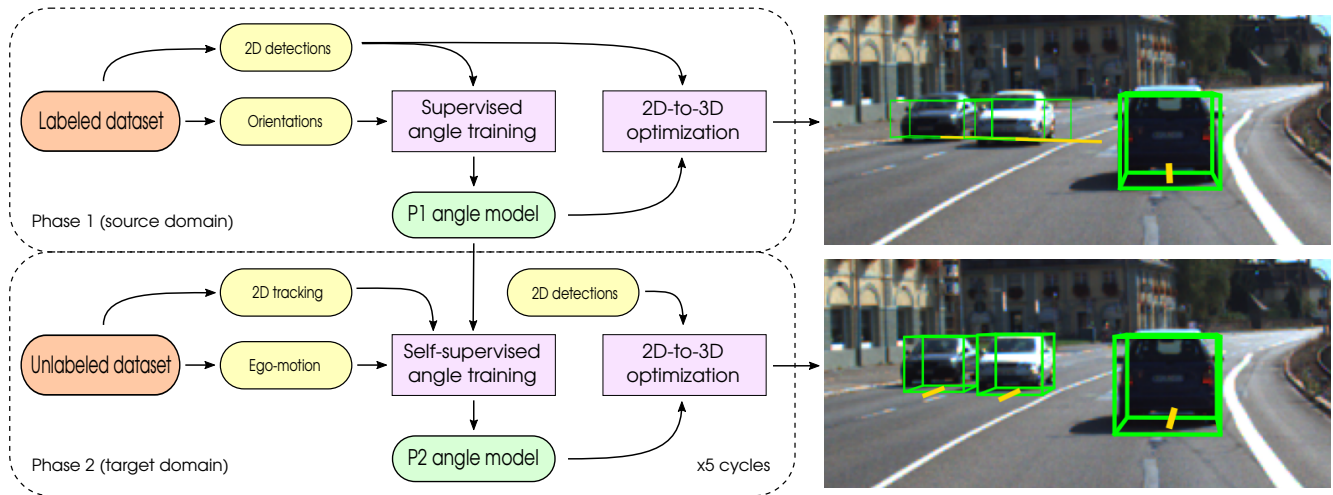 2D detections
Labeled dataset
Orientations
Supervised
angle training
2D-to-3D
optimization
P1 angle model
Phase 1 (source domain)
2D tracking
2D detections
Unlabeled dataset
Ego-motion
Self-supervised
angle training
2D-to-3D
optimization
P2 angle model
Phase 2 (target domain)
x5 cycles